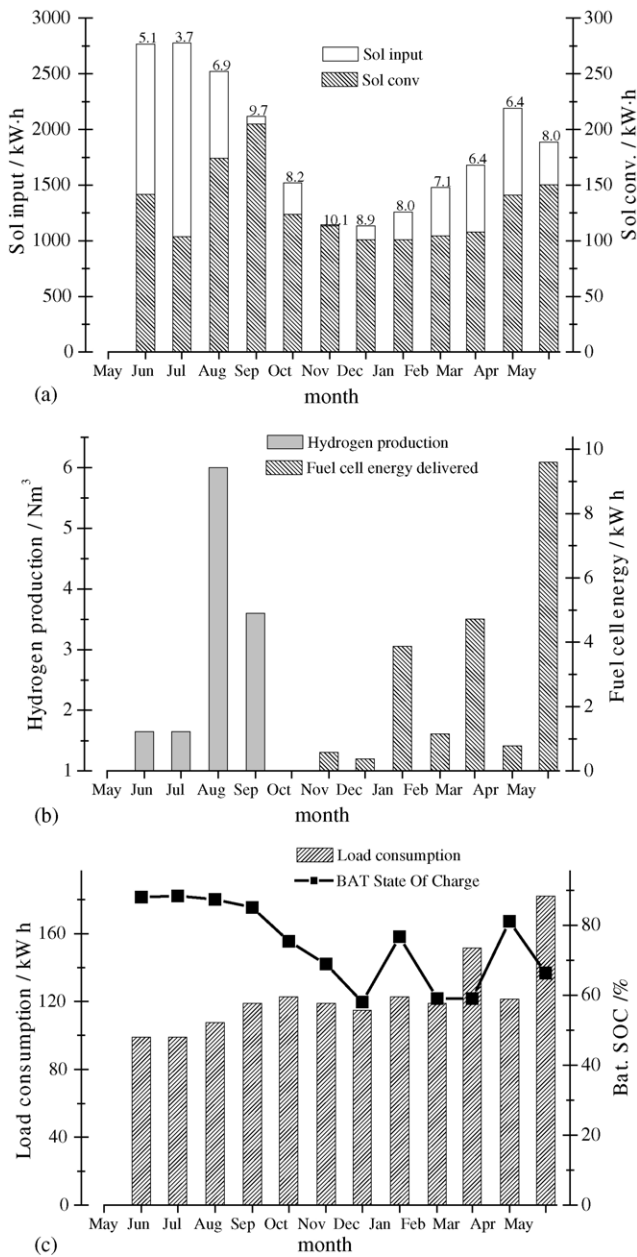 3000
2500
2000
1500
1000
500
0
Sol input / kW·h
300
250
200
150
100
50
0
Sol conv. / kW·h
Sol input
Sol conv
5.1
3.7
6.9
9.7
8.2
10.1
8.9
8.0
7.1
6.4
6.4
8.0
May Jun Jul Aug Sep Oct Nov Dec Jan Feb Mar Apr May
(a)
month
Hydrogen production
Fuel cell energy delivered
6
5
4
3
2
1
Hydrogen production / Nm³
10
8
6
4
2
0
Fuel cell energy / kW h
May Jun Jul Aug Sep Oct Nov Dec Jan Feb Mar Apr May
(b)
month
Load consumption
BAT State Of Charge
160
120
80
40
0
Load consumption / kW h
80
60
40
20
0
Bat. SOC /%
May Jun Jul Aug Sep Oct Nov Dec Jan Feb Mar Apr May
(c)
month